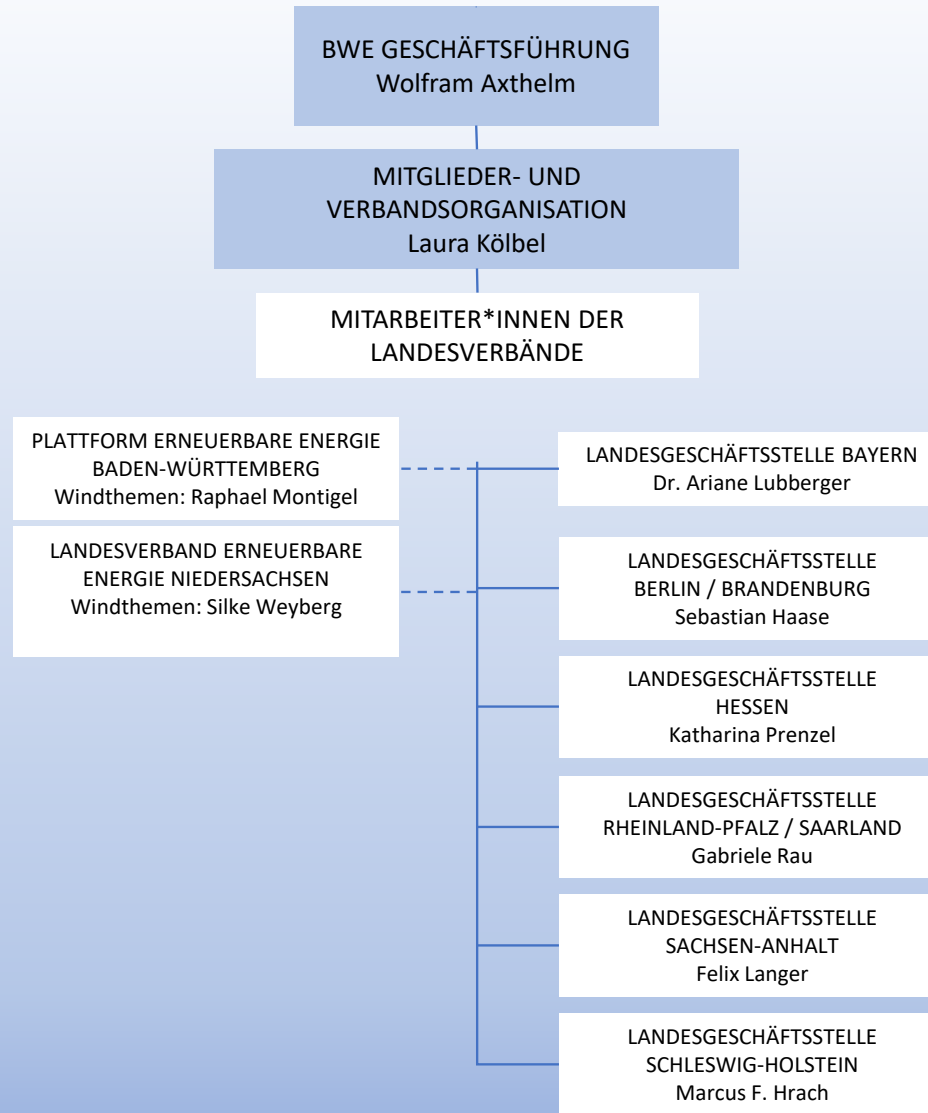 BWE GESCHÄFTSFÜHRUNG
Wolfram Axthelm
MITGLIEDER- UND
VERBANDSORGANISATION
Laura Kölbel
MITARBEITER*INNEN DER
LANDESVERBÄNDE
PLATTFORM ERNEUERBARE ENERGIE
BADEN-WÜRTTEMBERG
Windthemen: Raphael Montigel
LANDESVERBAND ERNEUERBARE
ENERGIE NIEDERSACHSEN
Windthemen: Silke Weyberg
LANDESGESCHÄFTSSTELLE BAYERN
Dr. Ariane Lubberger
LANDESGESCHÄFTSSTELLE
BERLIN / BRANDENBURG
Sebastian Haase
LANDESGESCHÄFTSSTELLE
HESSEN
Katharina Prenzel
LANDESGESCHÄFTSSTELLE
RHEINLAND-PFALZ / SAARLAND
Gabriele Rau
LANDESGESCHÄFTSSTELLE
SACHSEN-ANHALT
Felix Langer
LANDESGESCHÄFTSSTELLE
SCHLESWIG-HOLSTEIN
Marcus F. Hrach